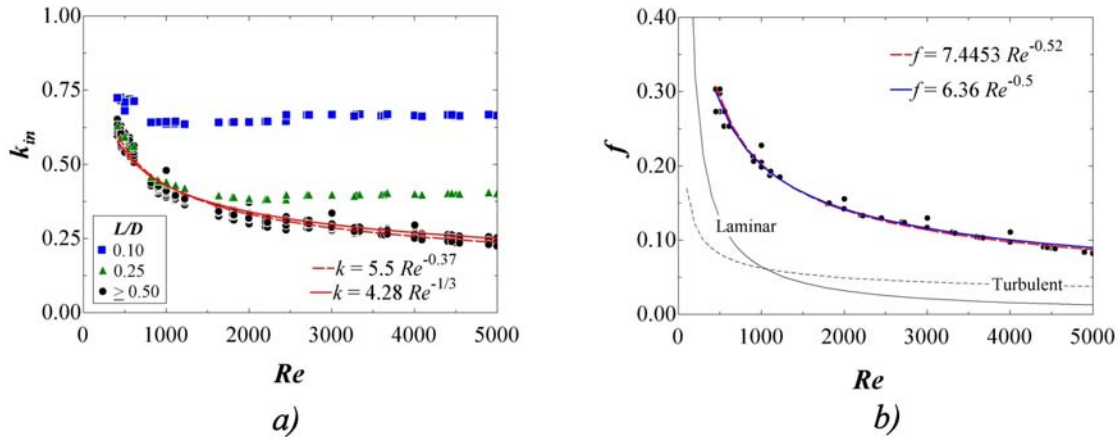 1.00
0.75
0.50
0.25
0.00
k_in
L/D
0.10
0.25
≥ 0.50
k = 5.5 Re^-0.37
k = 4.28 Re^-1/3
0 1000 2000 3000 4000 5000
Re
a)
0.40
0.30
0.20
0.10
0.00
f
f = 7.4453 Re^-0.52
f = 6.36 Re^-0.5
Laminar
Turbulent
0 1000 2000 3000 4000 5000
Re
b)